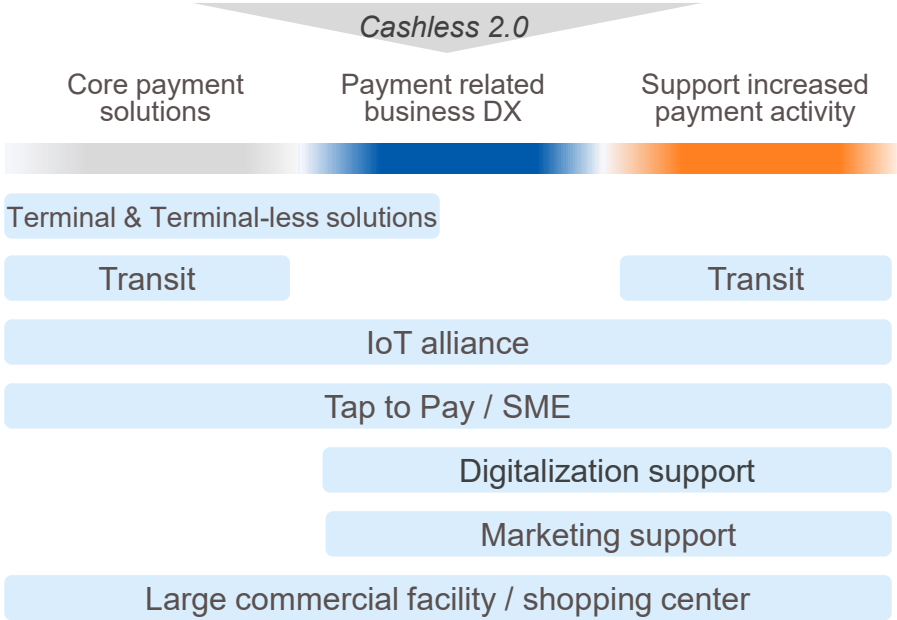 Cashless 2.0
Core payment
solutions
Payment related
business DX
Support increased
payment activity
Terminal & Terminal-less solutions
Transit
Transit
IoT alliance
Tap to Pay / SME
Digitalization support
Marketing support
Large commercial facility / shopping center